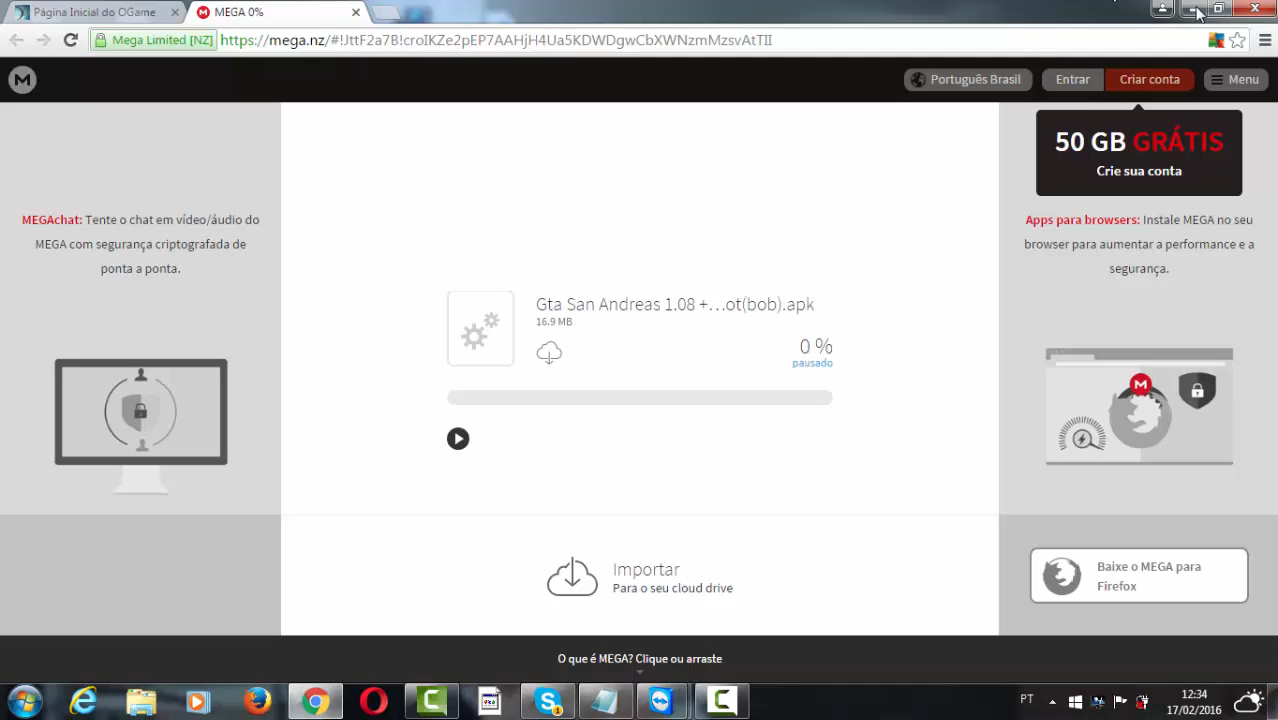 Página Inicial do OGame
MEGA 0%
Mega Limited [NZ]
https://mega.nz/#!JttF2a7B!croIKZe2pEP7AAHjH4Ua5KDWDgwCbXWNzmMzsvAtTII
M
Português Brasil
Entrar
Criar conta
Menu
50 GB GRÁTIS
Crie sua conta
MEGAchat: Tente o chat em vídeo/áudio do
MEGA com segurança criptografada de
ponta a ponta.
Apps para browsers: Instale MEGA no seu
browser para aumentar a performance e a
segurança.
Gta San Andreas 1.08 +...ot(bob).apk
16.9 MB
0 %
pausado
Importar
Para o seu cloud drive
Baixe o MEGA para
Firefox
O que é MEGA? Clique ou arraste
PT
12:34
17/02/2016